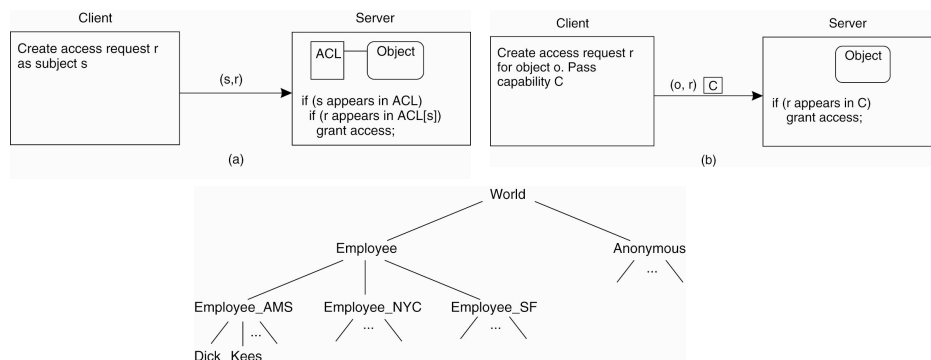 Client
Server
Create access request r
as subject s
(s,r)
ACL
Object
if (s appears in ACL)
if (r appears in ACL[s])
grant access;
(a)
Client
Server
Create access request r
for object o. Pass
capability C
(o, r) C
Object
if (r appears in C)
grant access;
(b)
World
Employee
Anonymous
...
Employee_AMS
Employee_NYC
Employee_SF
...
...
...
Dick Kees